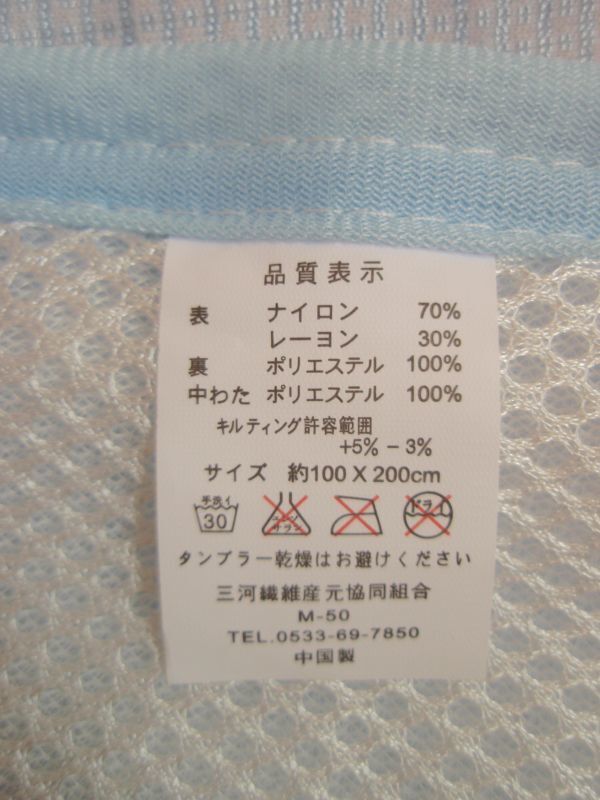 品質表示
表 ナイロン 70%
レーヨン 30%
裏 ポリエステル 100%
中わた ポリエステル 100%
キルティング許容範囲
+5% - 3%
サイズ 約100 X 200cm
手洗イ 30 エンソ サラシ ドライ
タンブラー乾燥はお避けください
三河繊維産元協同組合
M-50
TEL.0533-69-7850
中国製